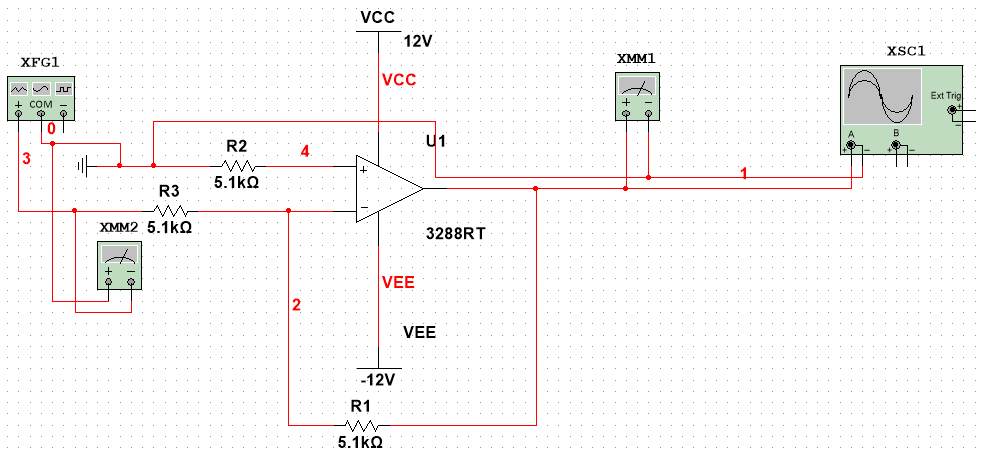 VCC
12V
XFG1
XMM1
XSC1
VCC
Ext Trig
+
+ COM −
0
+ −
A B
+ − + −
−
U1
3
R2
4
5.1kΩ
+
R3
1
−
5.1kΩ
XMM2
3288RT
+ −
VEE
2
VEE
-12V
R1
5.1kΩ